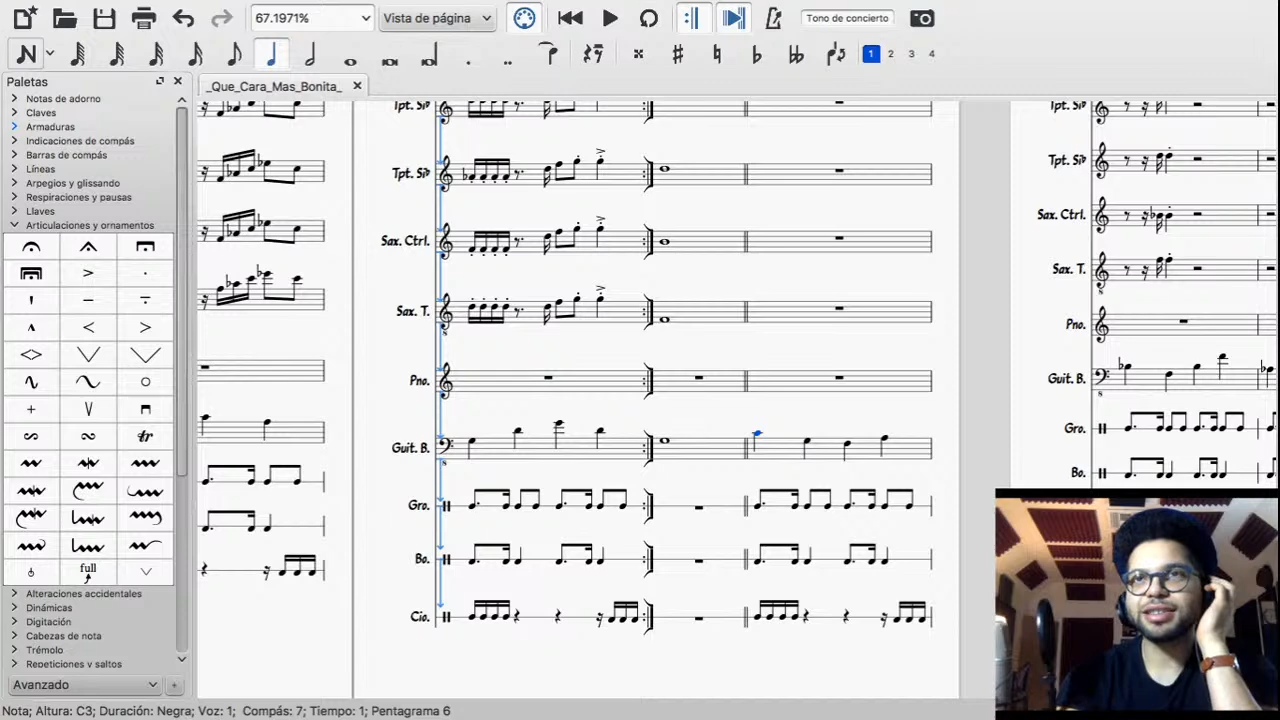 67.1971%
Vista de página
Tono de concierto
1 2 3 4
Paletas
_Que_Cara_Mas_Bonita_
Notas de adorno
Claves
Armaduras
Indicaciones de compás
Barras de compás
Líneas
Arpegios y glissando
Respiraciones y pausas
Llaves
Articulaciones y ornamentos
tr
full
Alteraciones accidentales
Dinámicas
Digitación
Cabezas de nota
Trémolo
Repeticiones y saltos
Avanzado
Tpt. Si♭
Tpt. Si♭
Sax. Ctrl.
Sax. T.
Pno.
Guit. B.
Gro.
Bo.
Cio.
Tpt. Si♭
Tpt. Si♭
Sax. Ctrl.
Sax. T.
Pno.
Guit. B.
Gro.
Bo.
Nota; Altura: C3; Duración: Negra; Voz: 1; Compás: 7; Tiempo: 1; Pentagrama 6